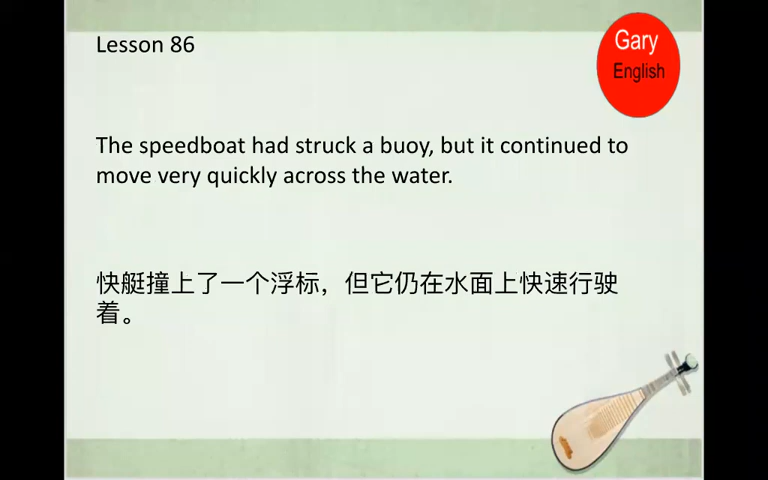 Lesson 86
Gary
English
The speedboat had struck a buoy, but it continued to
move very quickly across the water.
快艇撞上了一个浮标，但它仍在水面上快速行驶
着。